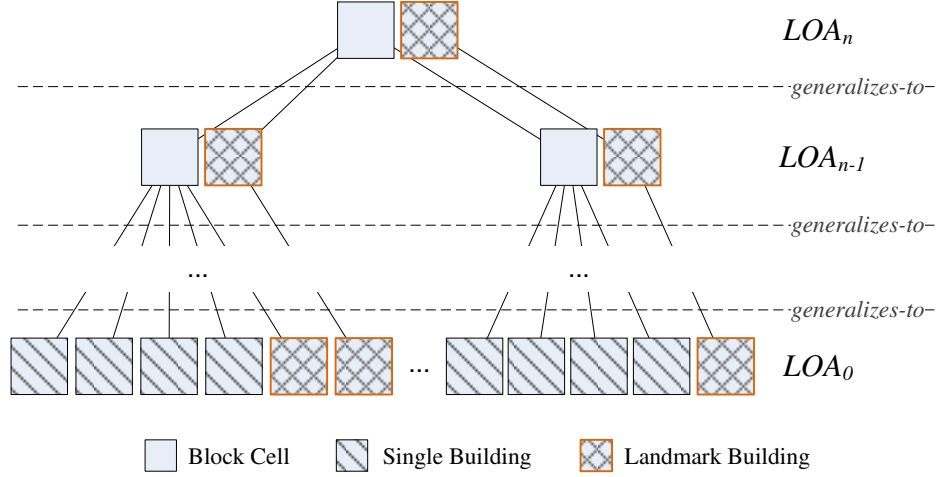 LOAn
generalizes-to
LOAn-1
generalizes-to
... ...
generalizes-to
... LOA0
Block Cell Single Building Landmark Building